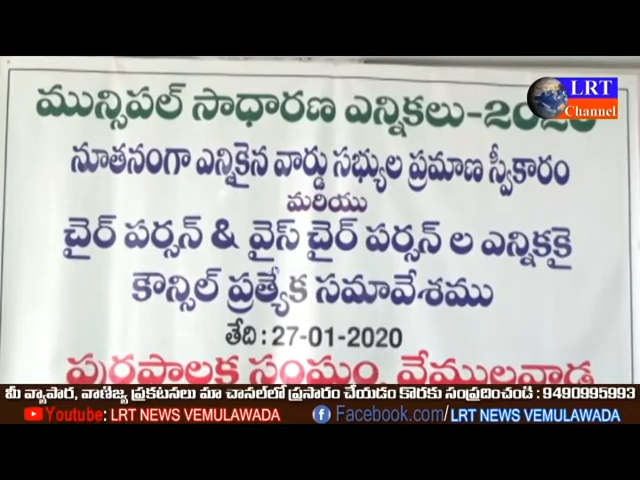 మున్సిపల్ సాధారణ ఎన్నికలు-2020
LRT
Channel
నూతనంగా ఎన్నికైన వార్డు సభ్యుల ప్రమాణ స్వీకారం
మరియు
చైర్ పర్సన్ & వైస్ చైర్ పర్సన్ ల ఎన్నికకై
కౌన్సిల్ ప్రత్యేక సమావేశము
తేది : 27-01-2020
పురపాలక సంఘం, వేములవాడ
మీ వ్యాపార, వాణిజ్య ప్రకటనలు మా చానల్‌లో ప్రసారం చేయడం కొరకు సంప్రదించండి : 9490995993
Youtube: LRT NEWS VEMULAWADA
f Facebook.com/LRT NEWS VEMULAWADA